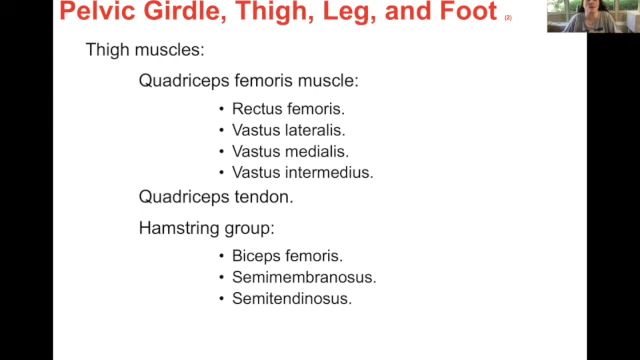 Pelvic Girdle, Thigh, Leg, and Foot (2)
Thigh muscles:
Quadriceps femoris muscle:
• Rectus femoris.
• Vastus lateralis.
• Vastus medialis.
• Vastus intermedius.
Quadriceps tendon.
Hamstring group:
• Biceps femoris.
• Semimembranosus.
• Semitendinosus.